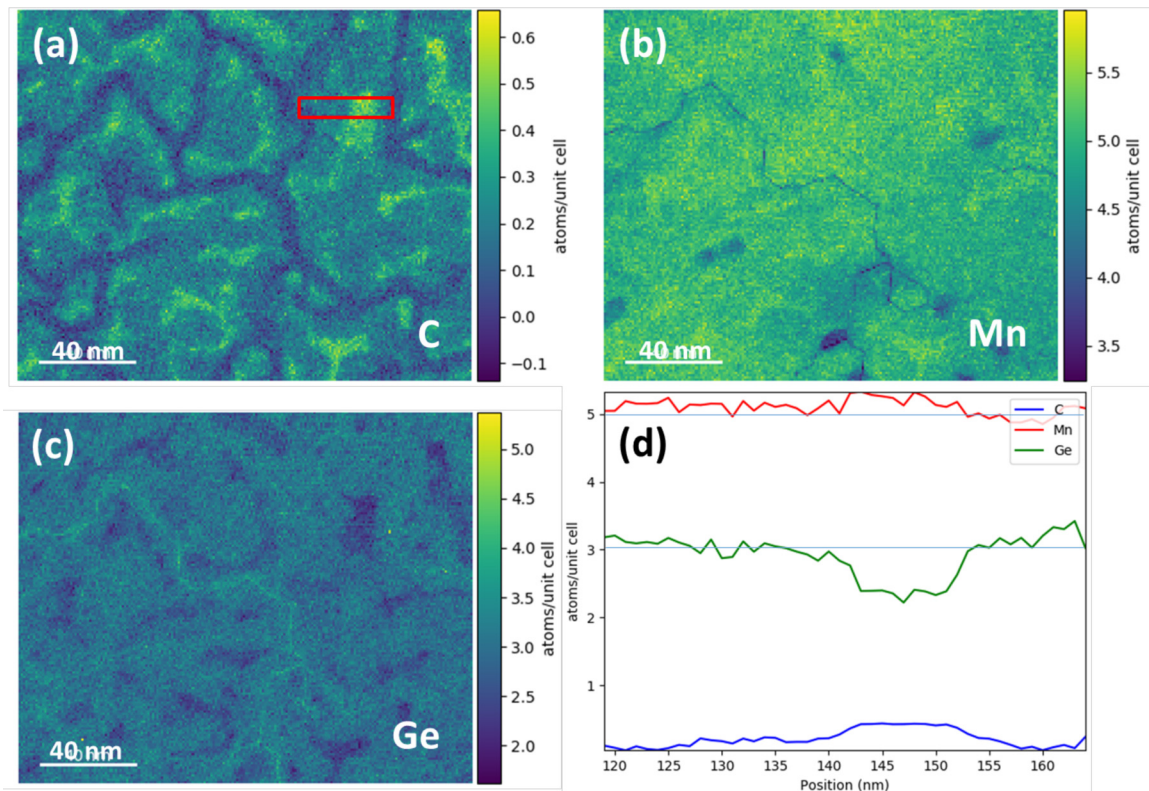 (a)
C
40 nm
0.6
0.5
0.4
0.3
0.2
0.1
0.0
−0.1
atoms/unit cell
(b)
Mn
40 nm
5.5
5.0
4.5
4.0
3.5
atoms/unit cell
(c)
Ge
40 nm
5.0
4.5
4.0
3.5
3.0
2.5
2.0
atoms/unit cell
(d)
C
Mn
Ge
5
4
3
2
1
atoms/unit cell
120 125 130 135 140 145 150 155 160
Position (nm)